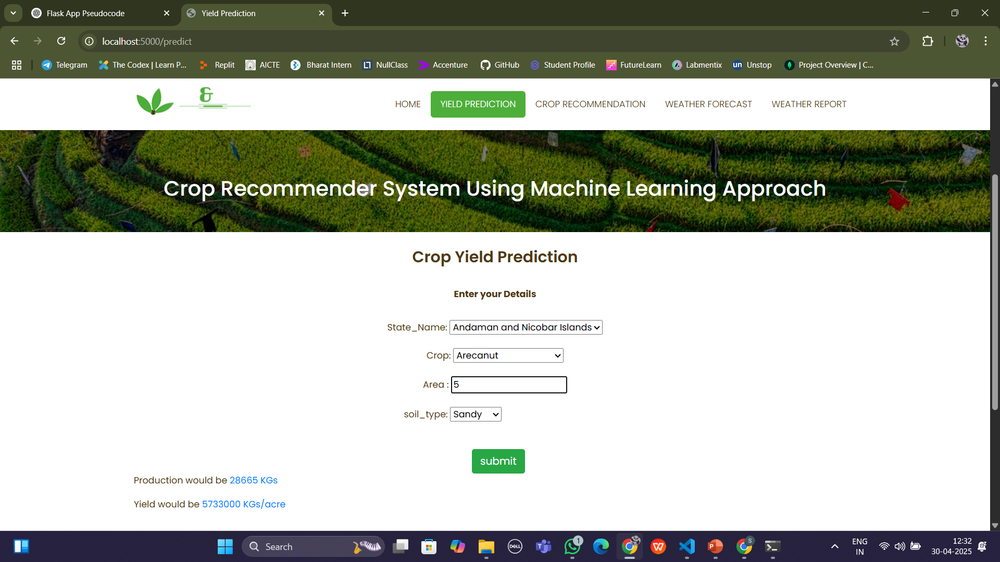 Flask App Pseudocode
Yield Prediction
localhost:5000/predict
Telegram
The Codex | Learn P...
Replit
AICTE
Bharat Intern
NullClass
Accenture
GitHub
Student Profile
FutureLearn
Labmentix
un Unstop
Project Overview | C...
&
HOME
YIELD PREDICTION
CROP RECOMMENDATION
WEATHER FORECAST
WEATHER REPORT
Crop Recommender System Using Machine Learning Approach
Crop Yield Prediction
Enter your Details
State_Name: Andaman and Nicobar Islands
Crop: Arecanut
Area : 5
soil_type: Sandy
submit
Production would be 28665 KGs
Yield would be 5733000 KGs/acre
Search
DELL
1
S
ENG
IN
12:32
30-04-2025